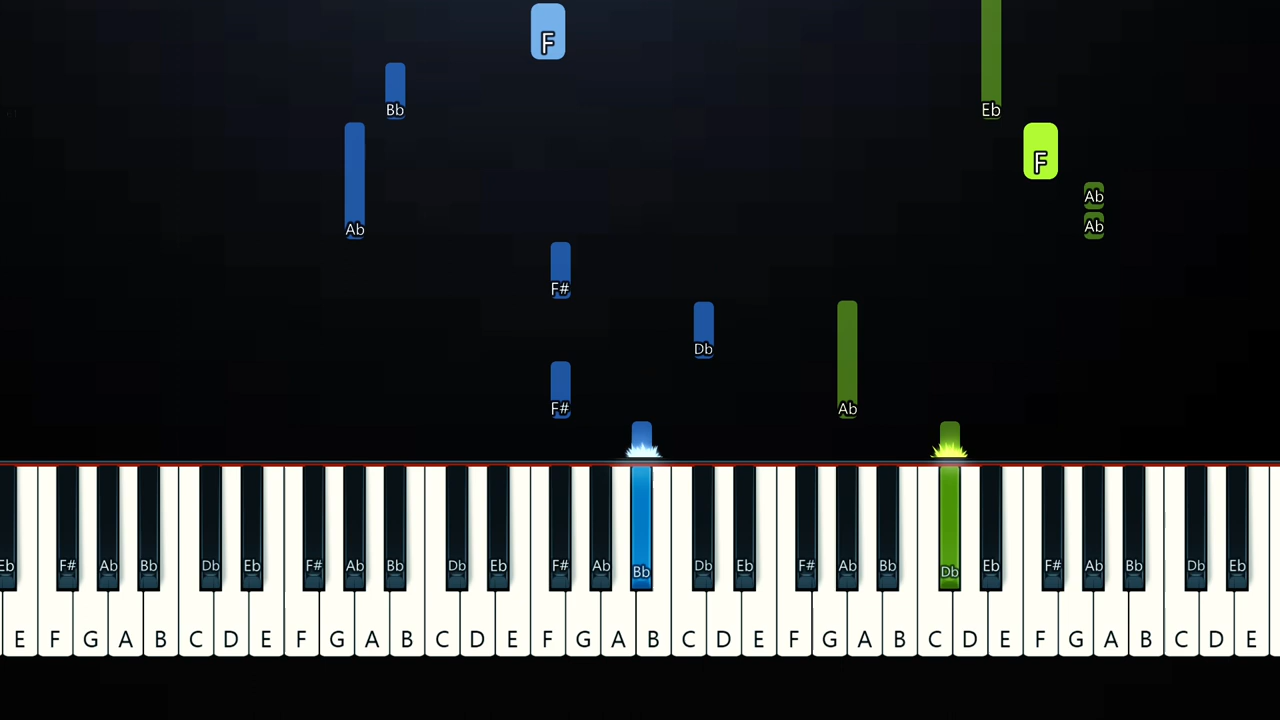 F
Bb Eb
F
Ab
Ab Ab
F#
Db
F# Ab
Eb F# Ab Bb Db Eb F# Ab Bb Db Eb F# Ab Bb Db Eb F# Ab Bb Db Eb F# Ab Bb Db Eb
E F G A B C D E F G A B C D E F G A B C D E F G A B C D E F G A B C D E